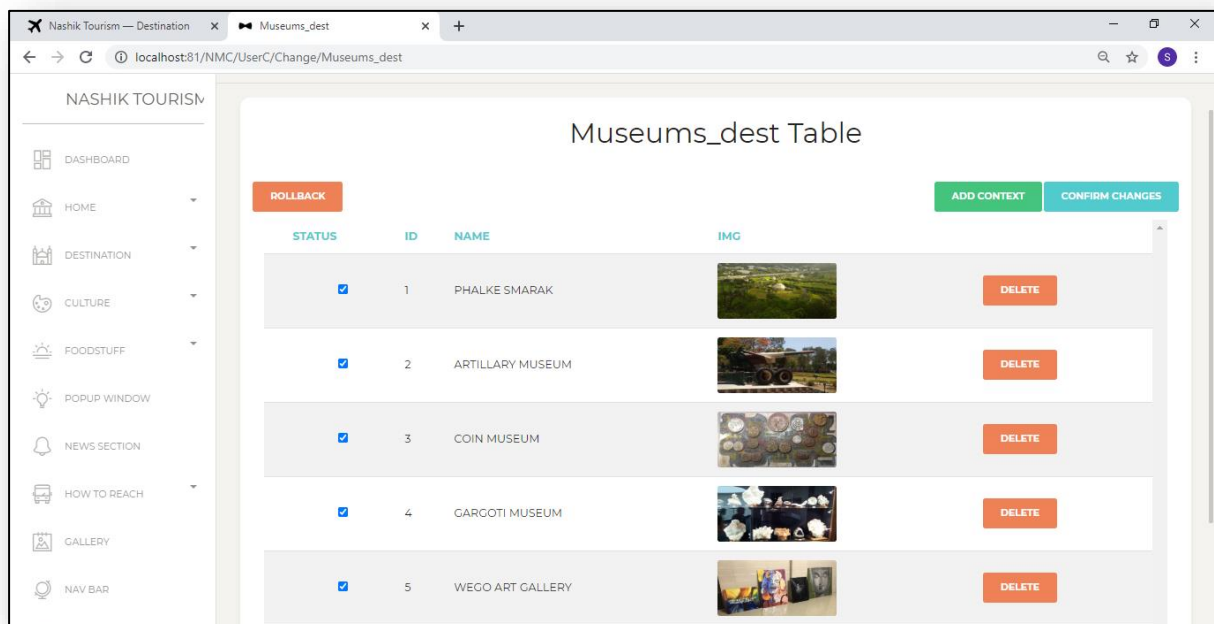 Nashik Tourism — Destination
Museums_dest
localhost:81/NMC/UserC/Change/Museums_dest
S
NASHIK TOURISM
DASHBOARD
HOME
DESTINATION
CULTURE
FOODSTUFF
POPUP WINDOW
NEWS SECTION
HOW TO REACH
GALLERY
NAV BAR
Museums_dest Table
ROLLBACK ADD CONTEXT CONFIRM CHANGES
STATUS ID NAME IMG
1 PHALKE SMARAK DELETE
2 ARTILLARY MUSEUM DELETE
3 COIN MUSEUM DELETE
4 GARGOTI MUSEUM DELETE
5 WEGO ART GALLERY DELETE